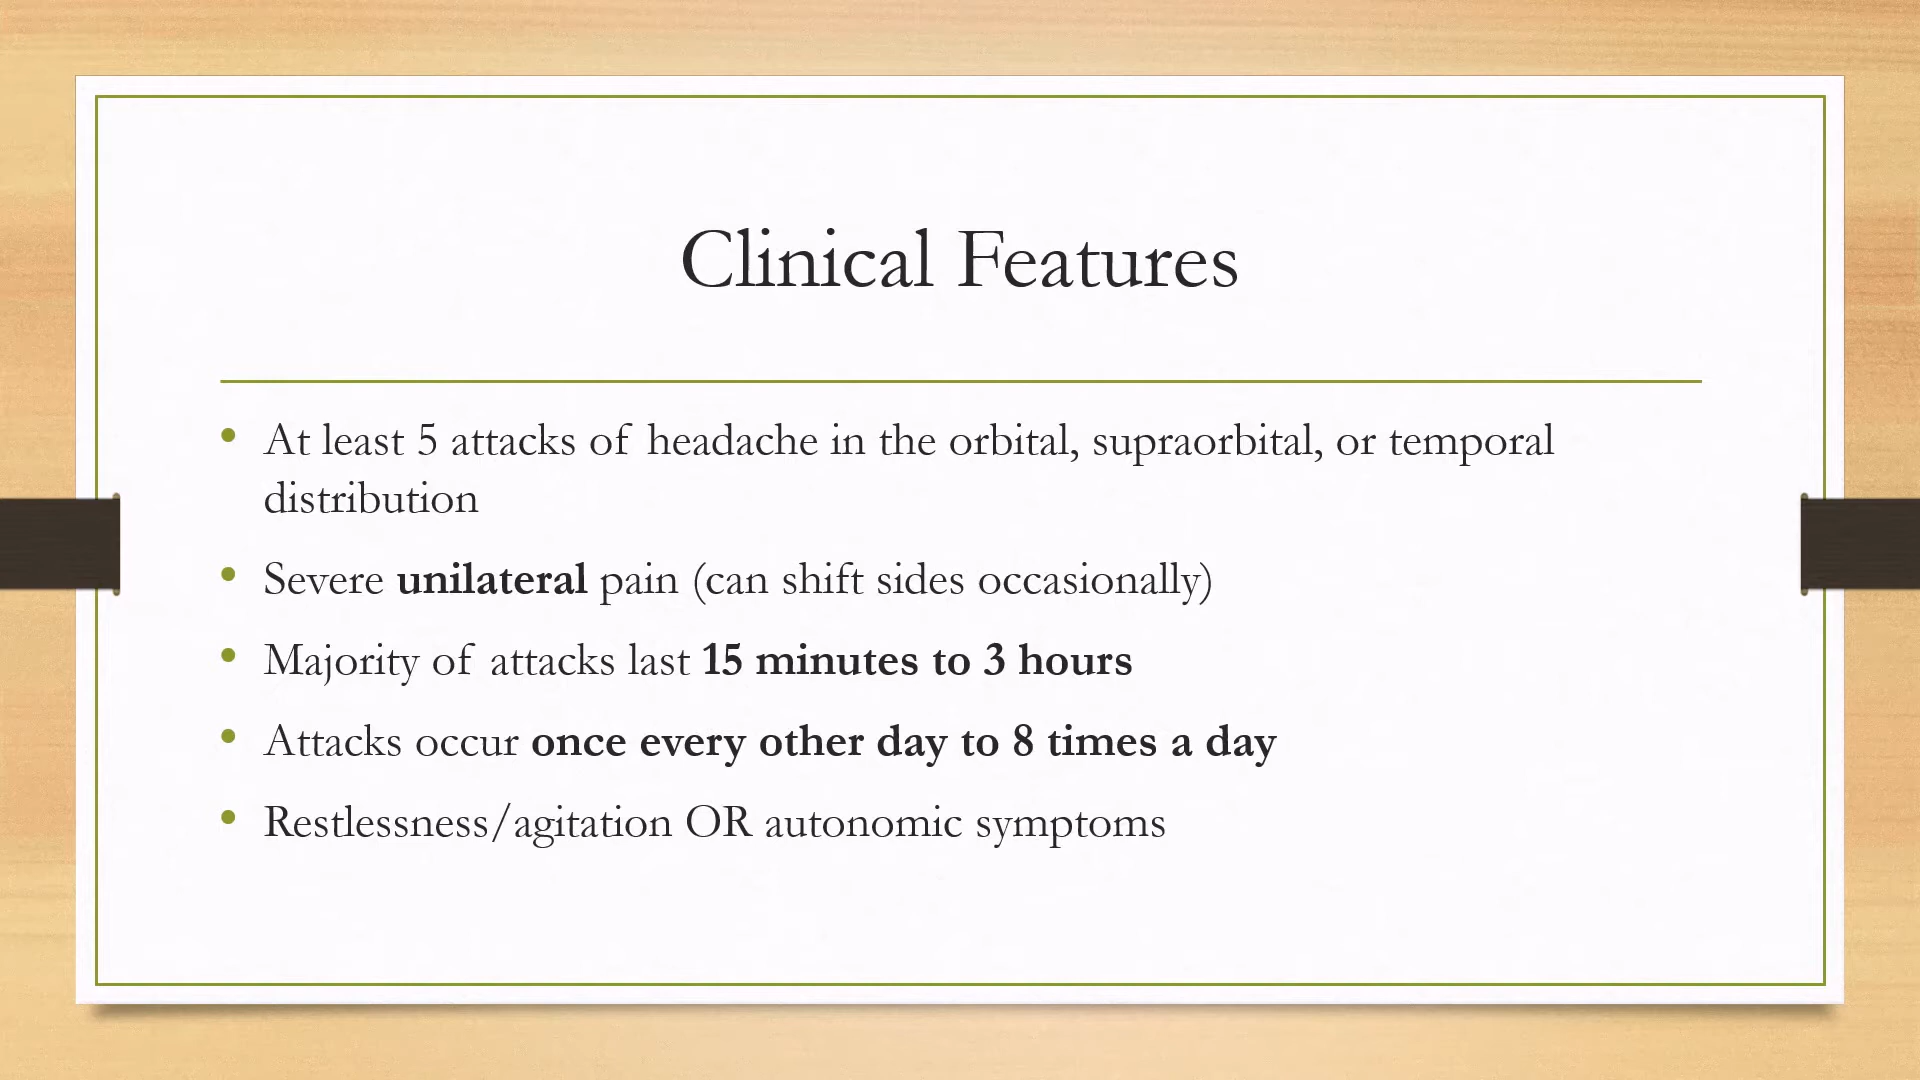 Clinical Features
• At least 5 attacks of headache in the orbital, supraorbital, or temporal
distribution
• Severe unilateral pain (can shift sides occasionally)
• Majority of attacks last 15 minutes to 3 hours
• Attacks occur once every other day to 8 times a day
• Restlessness/agitation OR autonomic symptoms